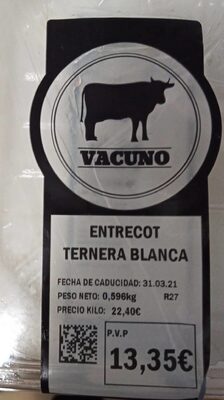 VACUNO
ENTRECOT
TERNERA BLANCA
FECHA DE CADUCIDAD: 31.03.21
PESO NETO: 0,596kg R27
PRECIO KILO: 22,40€
P.V.P
13,35€